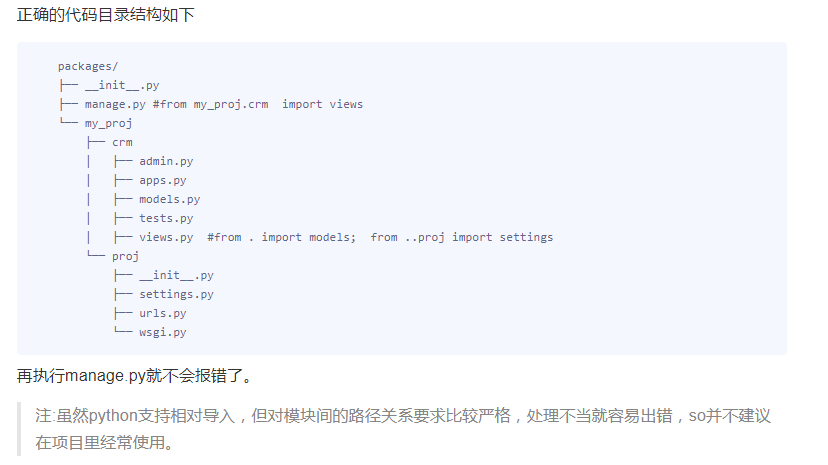 正确的代码目录结构如下
packages/
├── __init__.py
├── manage.py #from my_proj.crm  import views
└── my_proj
    ├── crm
    │   ├── admin.py
    │   ├── apps.py
    │   ├── models.py
    │   ├── tests.py
    │   ├── views.py  #from . import models;  from ..proj import settings
    └── proj
        ├── __init__.py
        ├── settings.py
        ├── urls.py
        └── wsgi.py
再执行manage.py就不会报错了。
注:虽然python支持相对导入，但对模块间的路径关系要求比较严格，处理不当就容易出错，so并不建议
在项目里经常使用。